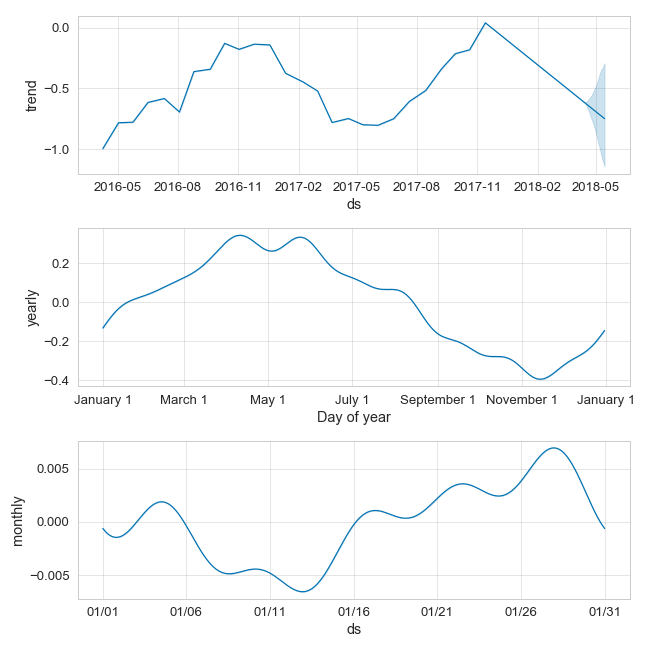 0.0
−0.5
−1.0
trend
2016-05 2016-08 2016-11 2017-02 2017-05 2017-08 2017-11 2018-02 2018-05
ds
0.2
0.0
−0.2
−0.4
yearly
January 1 March 1 May 1 July 1 September 1 November 1 January 1
Day of year
0.005
0.000
−0.005
monthly
01/01 01/06 01/11 01/16 01/21 01/26 01/31
ds